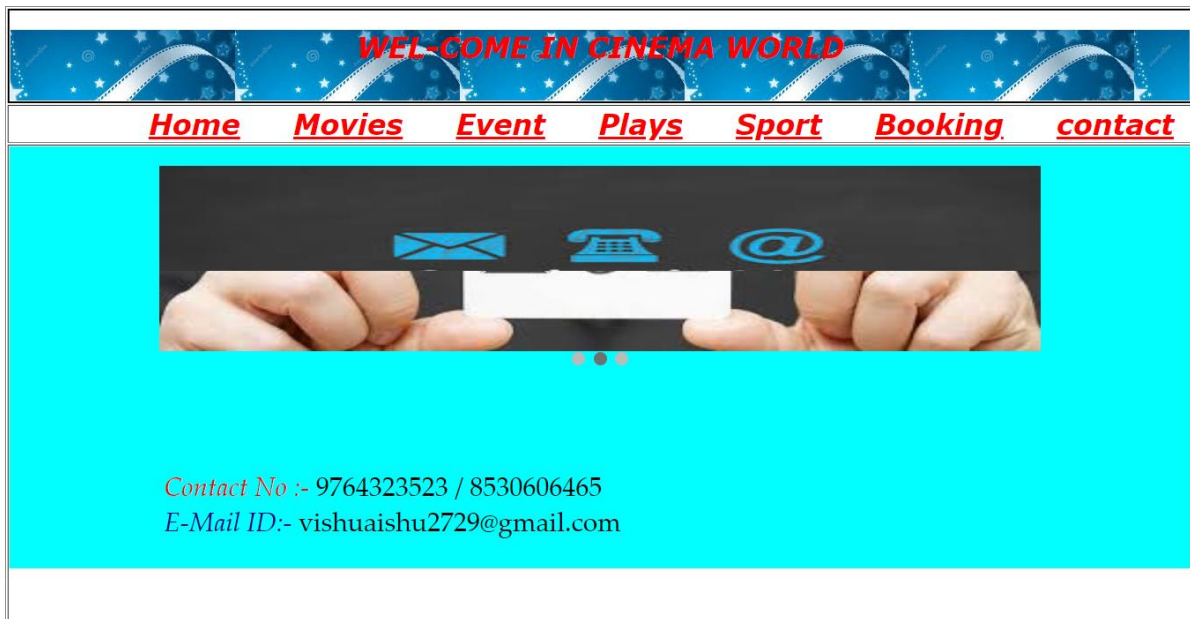 WEL-COME IN CINEMA WORLD
Home Movies Event Plays Sport Booking contact
Contact No :- 9764323523 / 8530606465
E-Mail ID:- vishuaishu2729@gmail.com